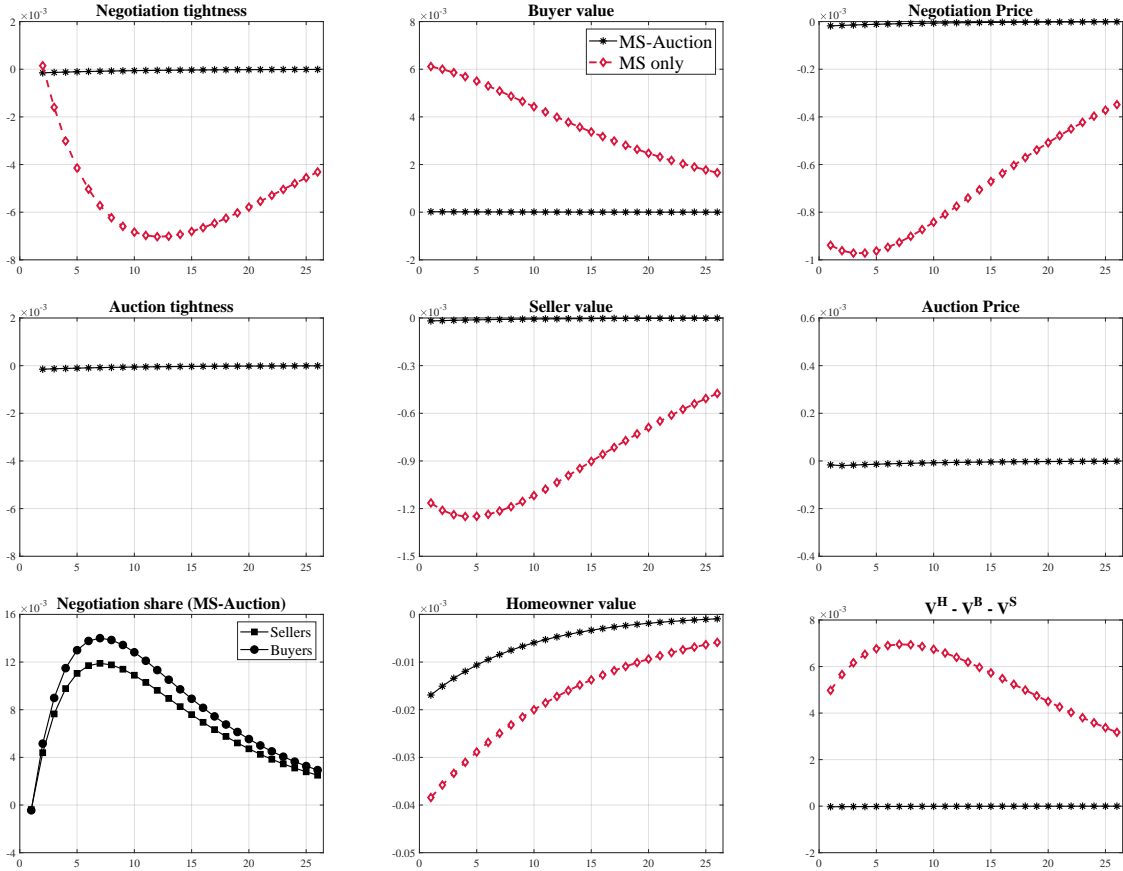 Negotiation tightness
×10⁻³
2
0
-2
-4
-6
-8
0 5 10 15 20 25
Buyer value
×10⁻³
8
6
4
2
0
-2
0 5 10 15 20 25
MS-Auction
MS only
Negotiation Price
×10⁻³
0
-0.2
-0.4
-0.6
-0.8
-1
0 5 10 15 20 25
Auction tightness
×10⁻³
2
0
-2
-4
-6
-8
0 5 10 15 20 25
Seller value
×10⁻³
0
-0.3
-0.6
-0.9
-1.2
-1.5
0 5 10 15 20 25
Auction Price
×10⁻³
0.6
0.4
0.2
0
-0.2
-0.4
0 5 10 15 20 25
Negotiation share (MS-Auction)
×10⁻³
16
12
8
4
0
-4
0 5 10 15 20 25
Sellers
Buyers
Homeowner value
×10⁻³
0
-0.01
-0.02
-0.03
-0.04
-0.05
0 5 10 15 20 25
V^H - V^B - V^S
×10⁻³
8
6
4
2
0
-2
0 5 10 15 20 25